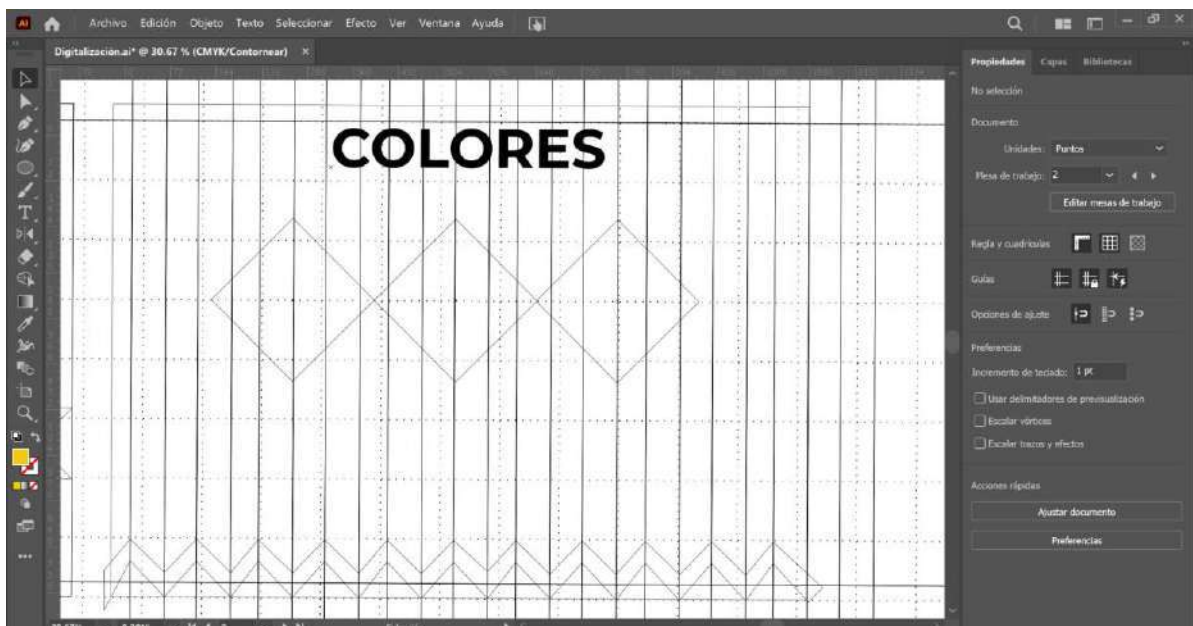 Ai Archivo Edición Objeto Texto Seleccionar Efecto Ver Ventana Ayuda
Digitalización.ai* @ 30.67 % (CMYK/Contornear) ×
COLORES
Propiedades Capas Bibliotecas
No selección
Documento
Unidades: Puntos
Mesa de trabajo: 2
Editar mesas de trabajo
Regla y cuadrículas
Guías
Opciones de ajuste
Preferencias
Incremento de teclado: 1 pt
Usar delimitadores de previsualización
Escalar vértices
Escalar trazos y efectos
Acciones rápidas
Ajustar documento
Preferencias